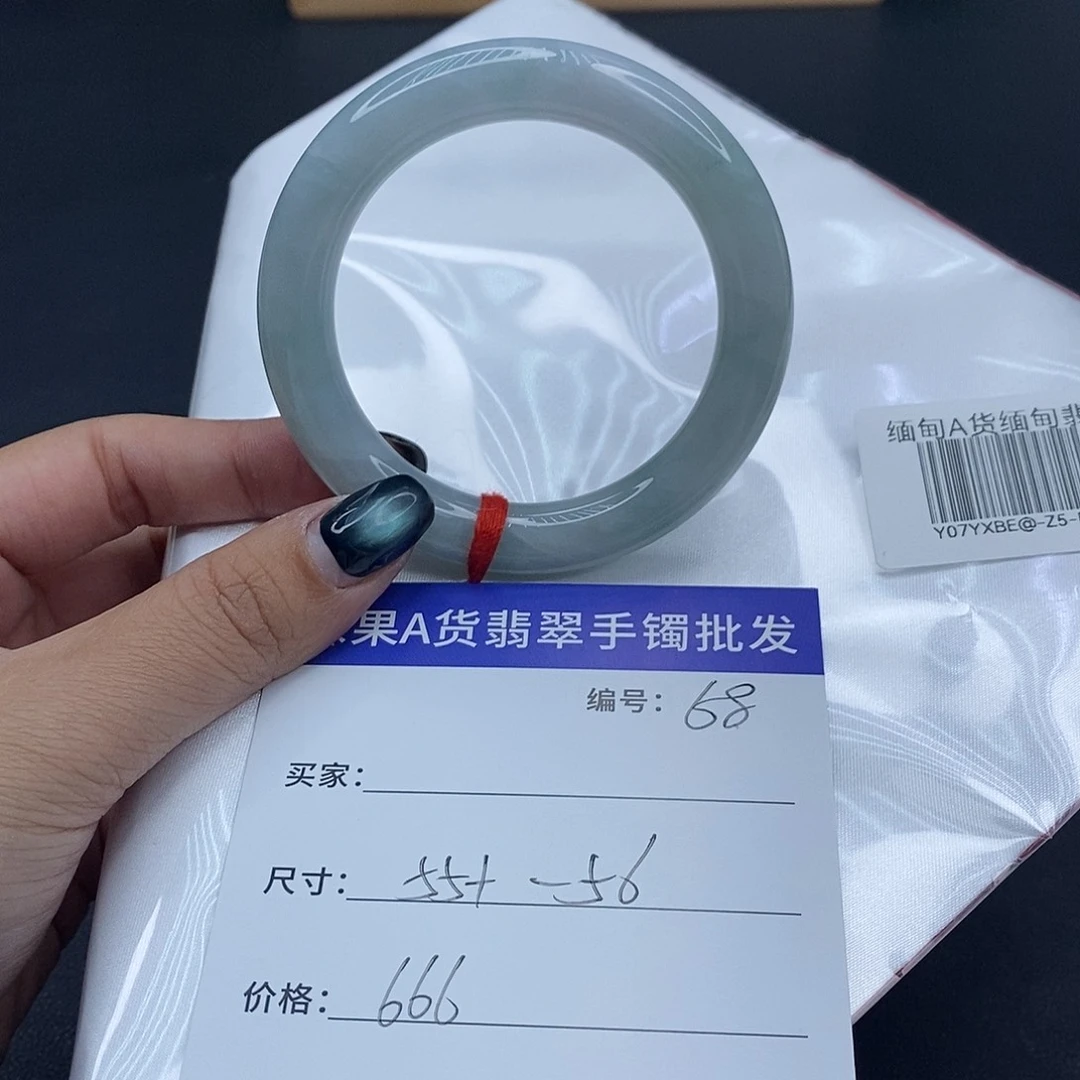 缅甸A货缅甸翡
Y07YXBE@-Z5-
果A货翡翠手镯批发
编号：68
买家：
尺寸：55+ -56
价格：666